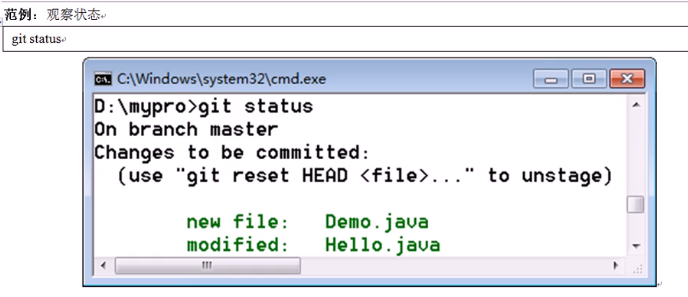 范例：观察状态
git status
C:\Windows\system32\cmd.exe
D:\mypro>git status
On branch master
Changes to be committed:
  (use "git reset HEAD <file>..." to unstage)
        new file:   Demo.java
        modified:   Hello.java